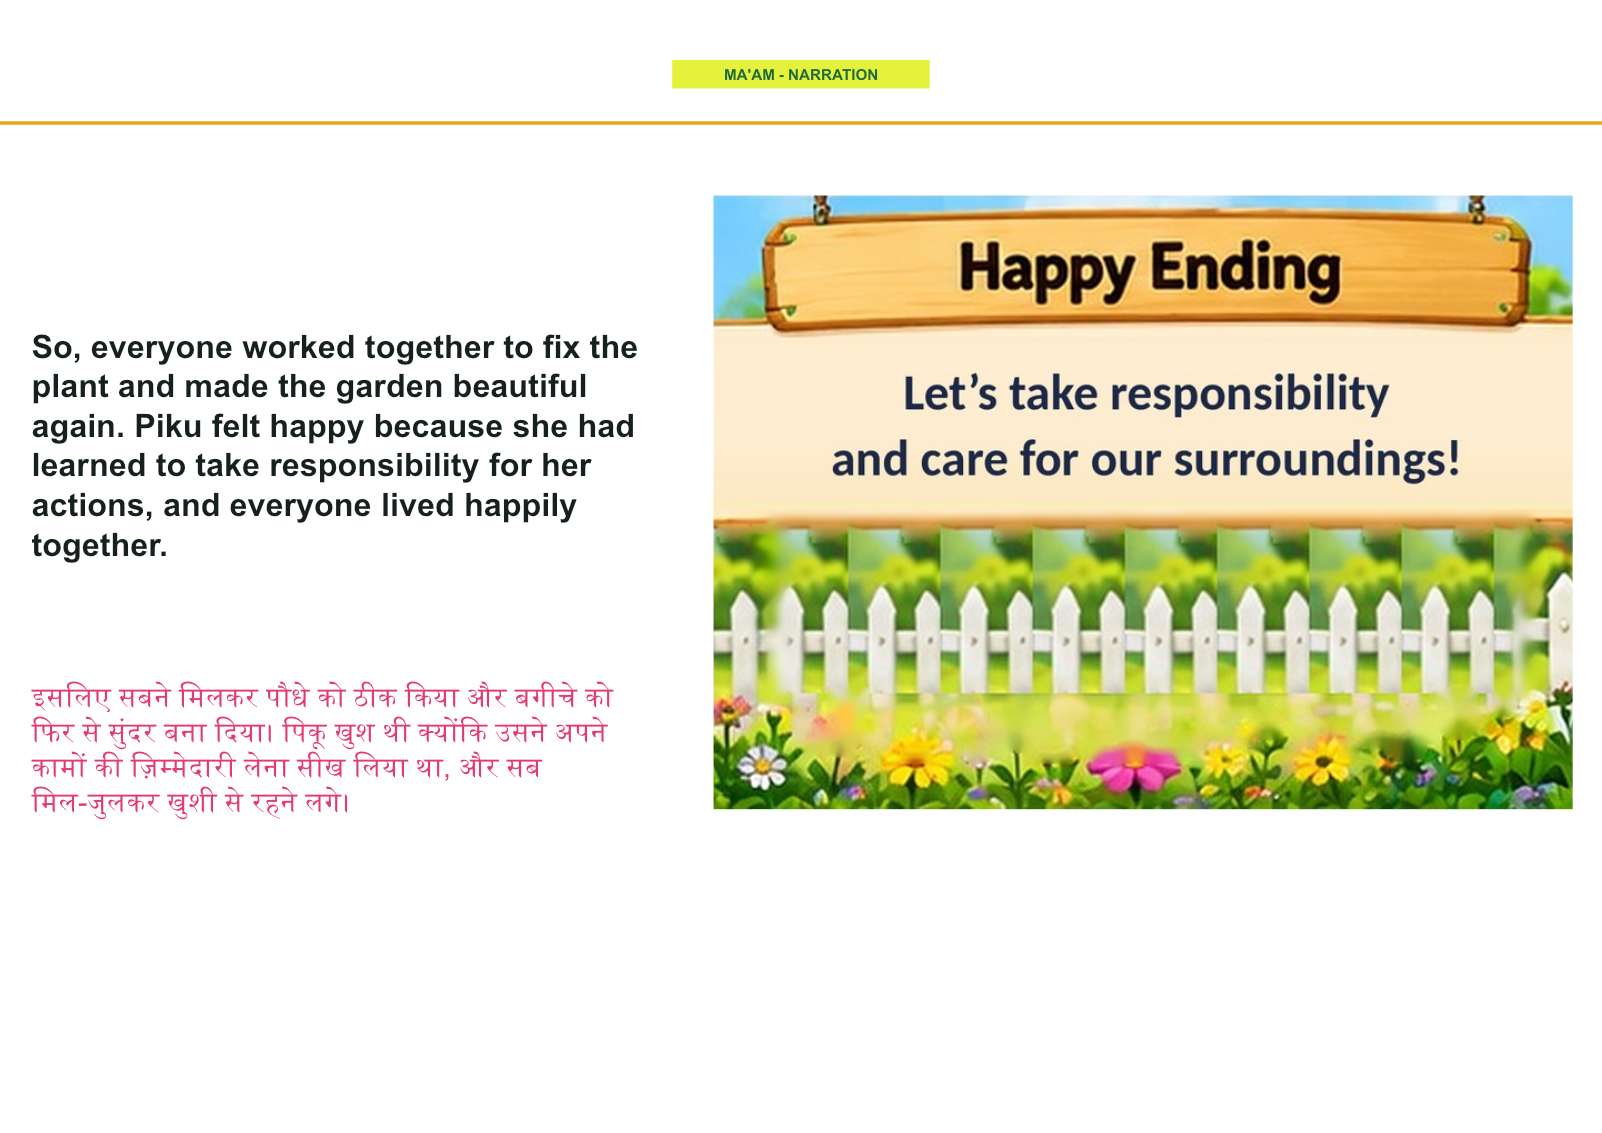 MA'AM - NARRATION
So, everyone worked together to fix the
plant and made the garden beautiful
again. Piku felt happy because she had
learned to take responsibility for her
actions, and everyone lived happily
together.
इसलिए सबने मिलकर पौधे को ठीक किया और बगीचे को
फिर से सुंदर बना दिया। पिकू खुश थी क्योंकि उसने अपने
कामों की ज़िम्मेदारी लेना सीख लिया था, और सब
मिल-जुलकर खुशी से रहने लगे।
Happy Ending
Let’s take responsibility
and care for our surroundings!